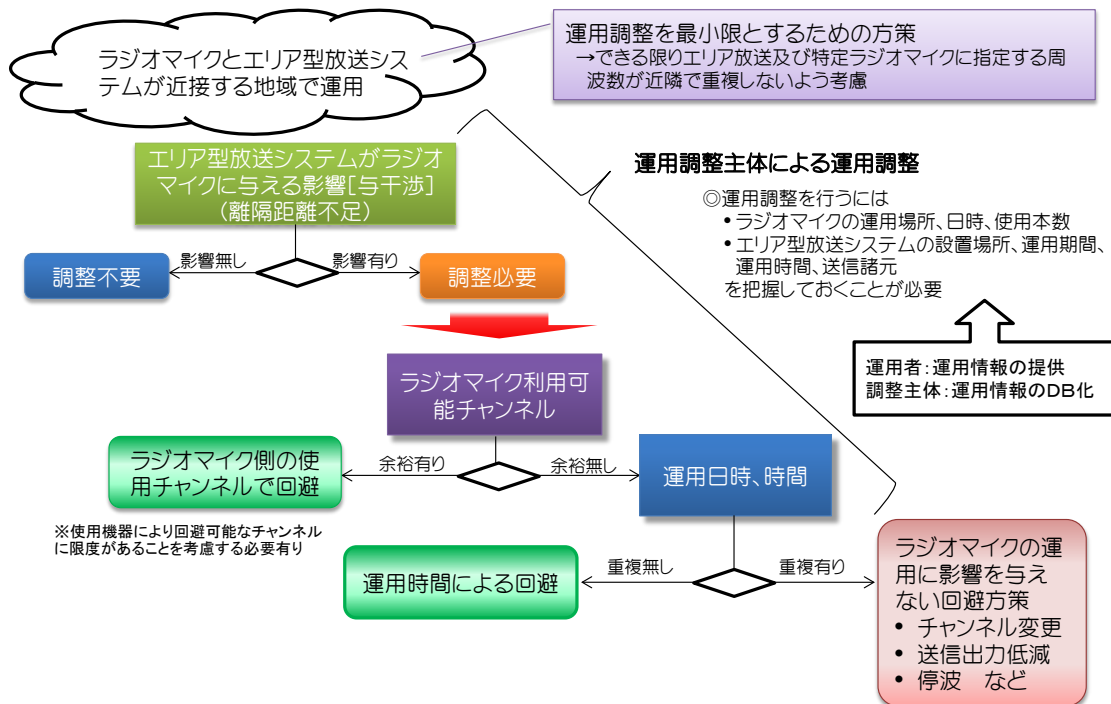 ラジオマイクとエリア型放送シス
テムが近接する地域で運用
運用調整を最小限とするための方策
→できる限りエリア放送及び特定ラジオマイクに指定する周
波数が近隣で重複しないよう考慮
エリア型放送システムがラジオ
マイクに与える影響[与干渉]
(離隔距離不足)
運用調整主体による運用調整
◎運用調整を行うには
•ラジオマイクの運用場所、日時、使用本数
•エリア型放送システムの設置場所、運用期間、
運用時間、送信諸元
を把握しておくことが必要
影響無し
影響有り
調整不要
調整必要
運用者：運用情報の提供
調整主体：運用情報のDB化
ラジオマイク利用可
能チャンネル
余裕有り
余裕無し
ラジオマイク側の使
用チャンネルで回避
運用日時、時間
※使用機器により回避可能なチャンネル
に限度があることを考慮する必要有り
重複無し
重複有り
運用時間による回避
ラジオマイクの運
用に影響を与え
ない回避方策
• チャンネル変更
• 送信出力低減
• 停波　など